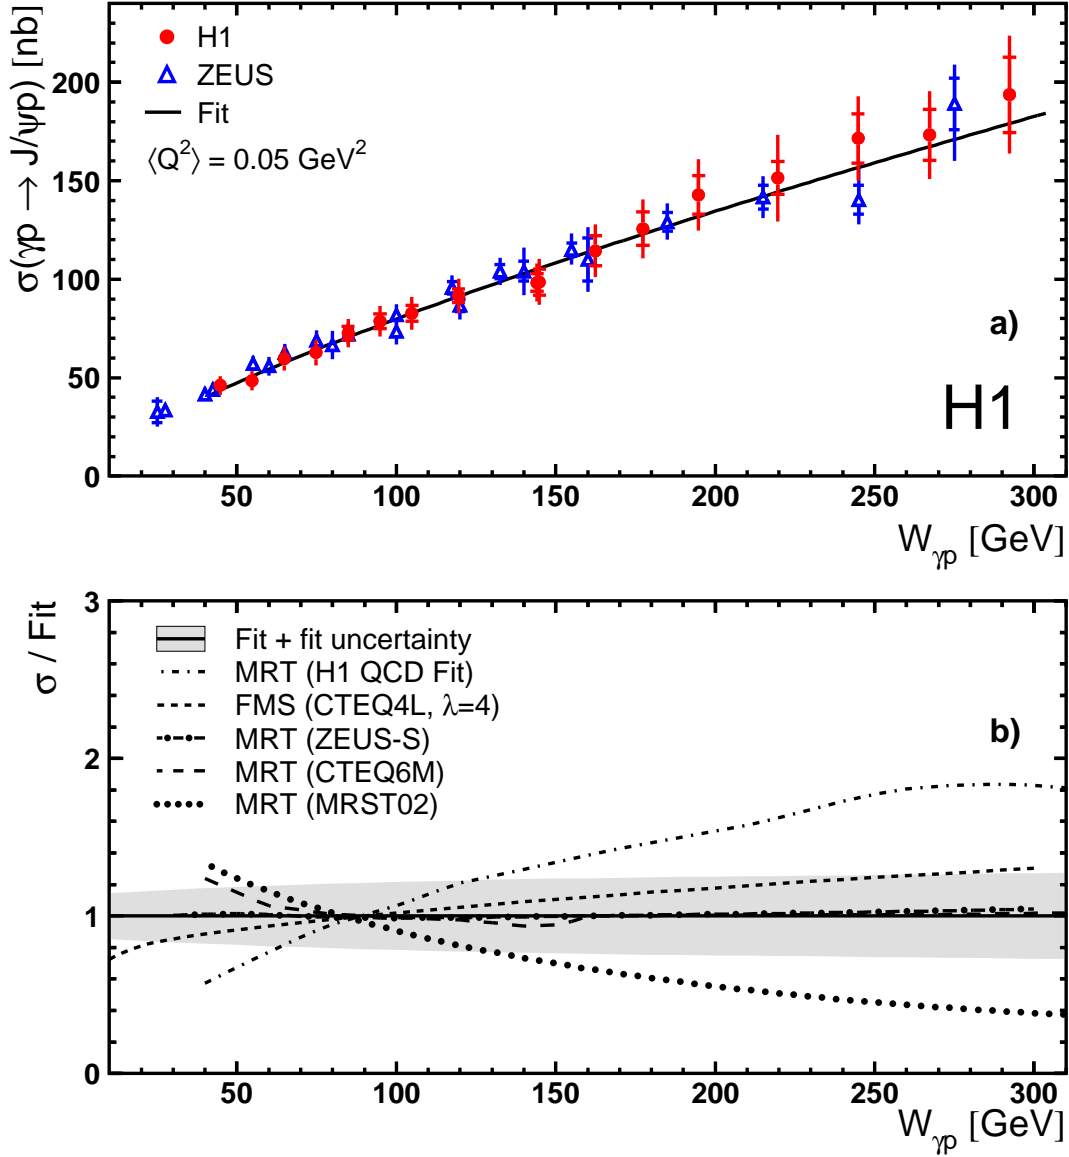 σ(γp → J/ψp) [nb]
H1
ZEUS
Fit
⟨Q²⟩ = 0.05 GeV²
200
150
100
50
0
a)
H1
50 100 150 200 250 300
W_γp [GeV]
σ / Fit
3
2
1
0
Fit + fit uncertainty
MRT (H1 QCD Fit)
FMS (CTEQ4L, λ=4)
MRT (ZEUS-S)
MRT (CTEQ6M)
MRT (MRST02)
b)
50 100 150 200 250 300
W_γp [GeV]